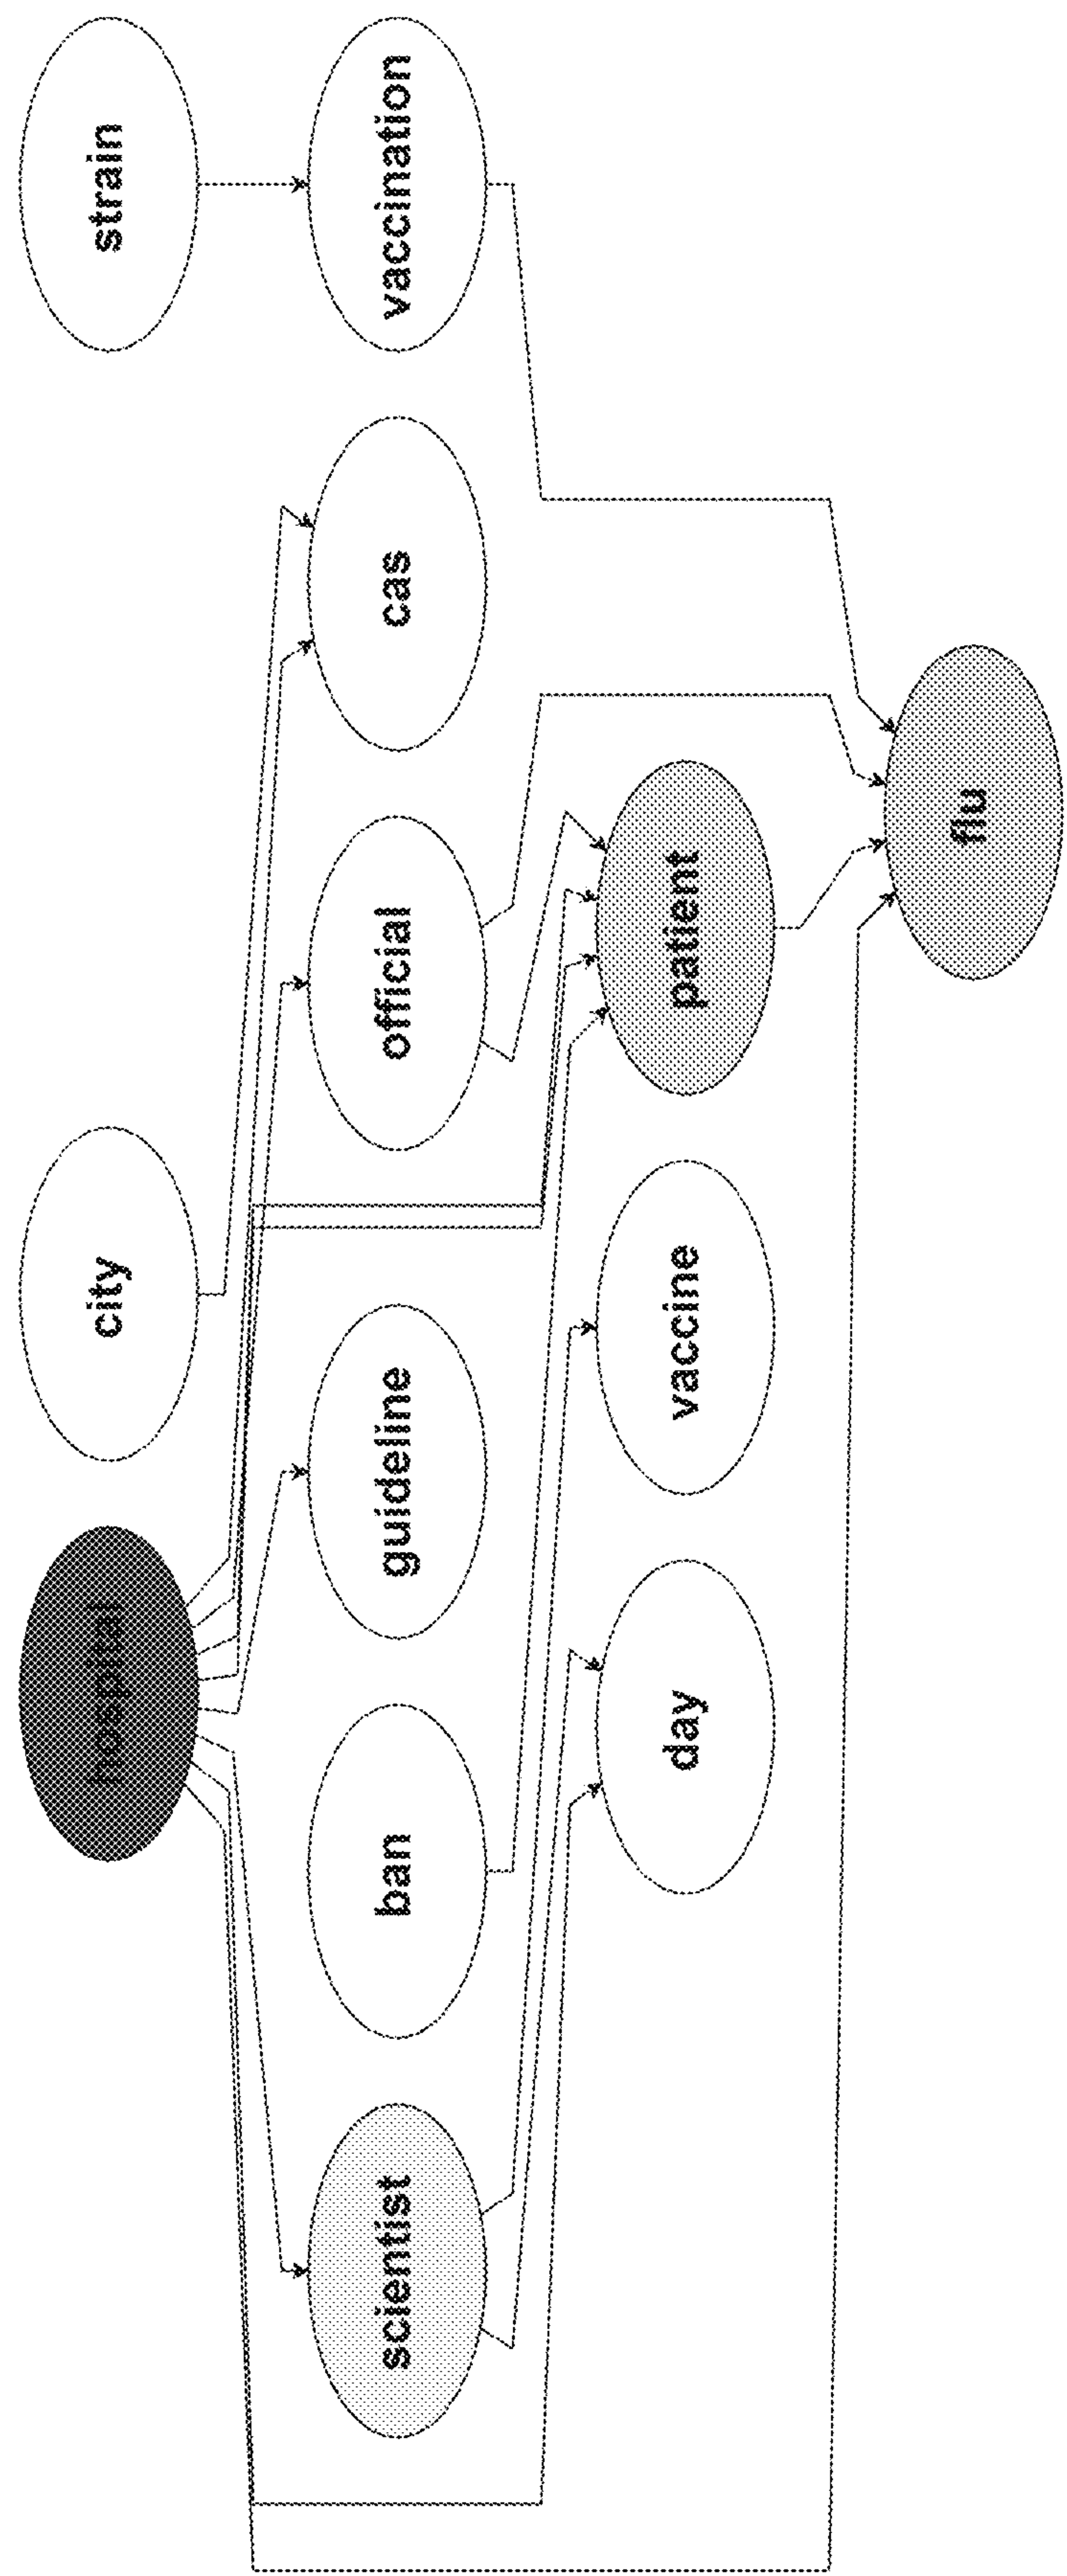 hospital
city
strain
scientist
ban
guideline
official
cas
vaccination
day
vaccine
patient
flu